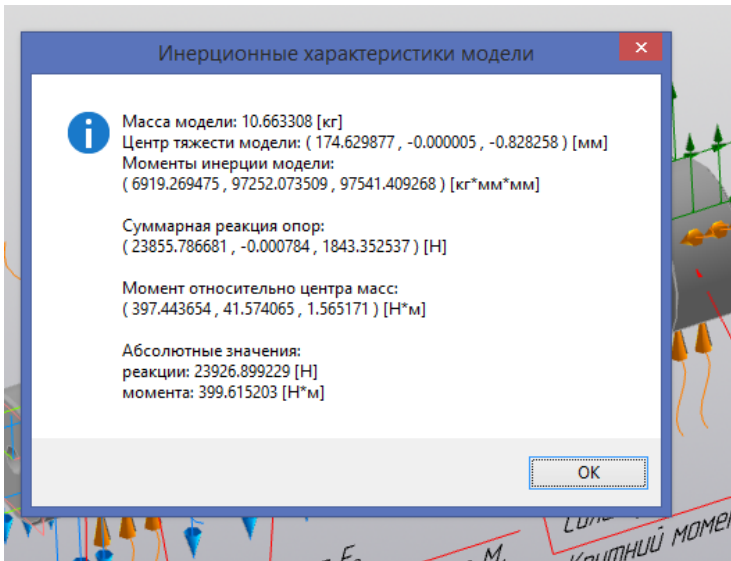 Инерционные характеристики модели
Масса модели: 10.663308 [кг]
Центр тяжести модели: ( 174.629877 , -0.000005 , -0.828258 ) [мм]
Моменты инерции модели:
( 6919.269475 , 97252.073509 , 97541.409268 ) [кг*мм*мм]
Суммарная реакция опор:
( 23855.786681 , -0.000784 , 1843.352537 ) [Н]
Момент относительно центра масс:
( 397.443654 , 41.574065 , 1.565171 ) [Н*м]
Абсолютные значения:
реакции: 23926.899229 [Н]
момента: 399.615203 [Н*м]
OK